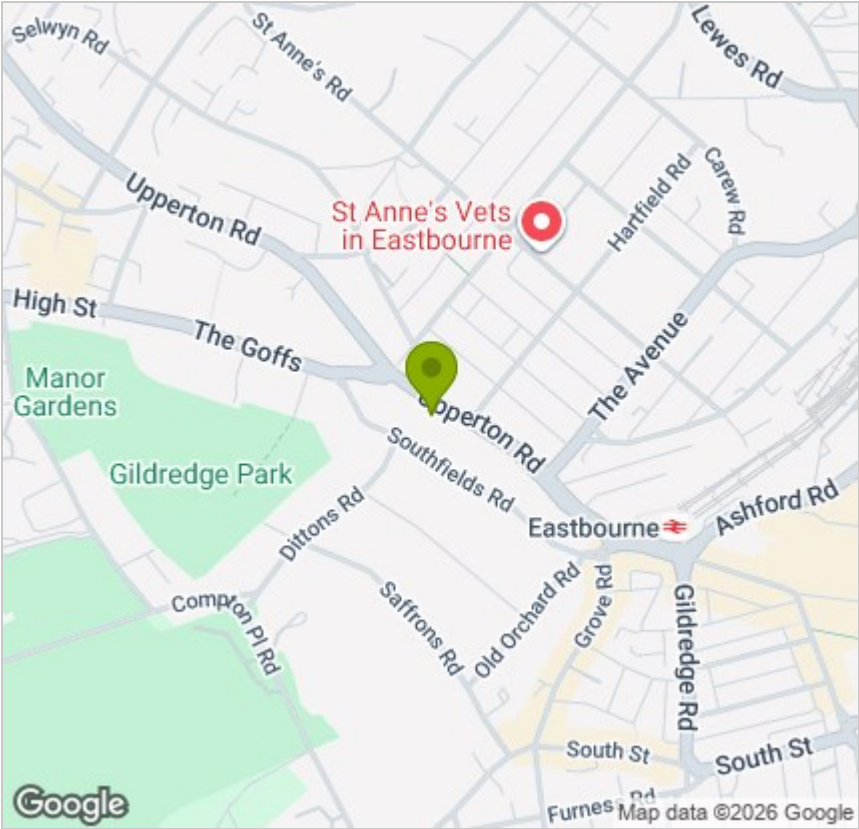 Selwyn Rd
St Anne's Rd
Lewes Rd
Carew Rd
Hartfield Rd
Upperton Rd
St Anne's Vets
in Eastbourne
High St
The Goffs
The Avenue
Manor
Gardens
Upperton Rd
Southfields Rd
Gildredge Park
Dittons Rd
Ashford Rd
Eastbourne
Compton Pl Rd
Saffrons Rd
Old Orchard Rd
Grove Rd
Gildredge Rd
South St
South St
Furness Rd
Google
Map data ©2026 Google